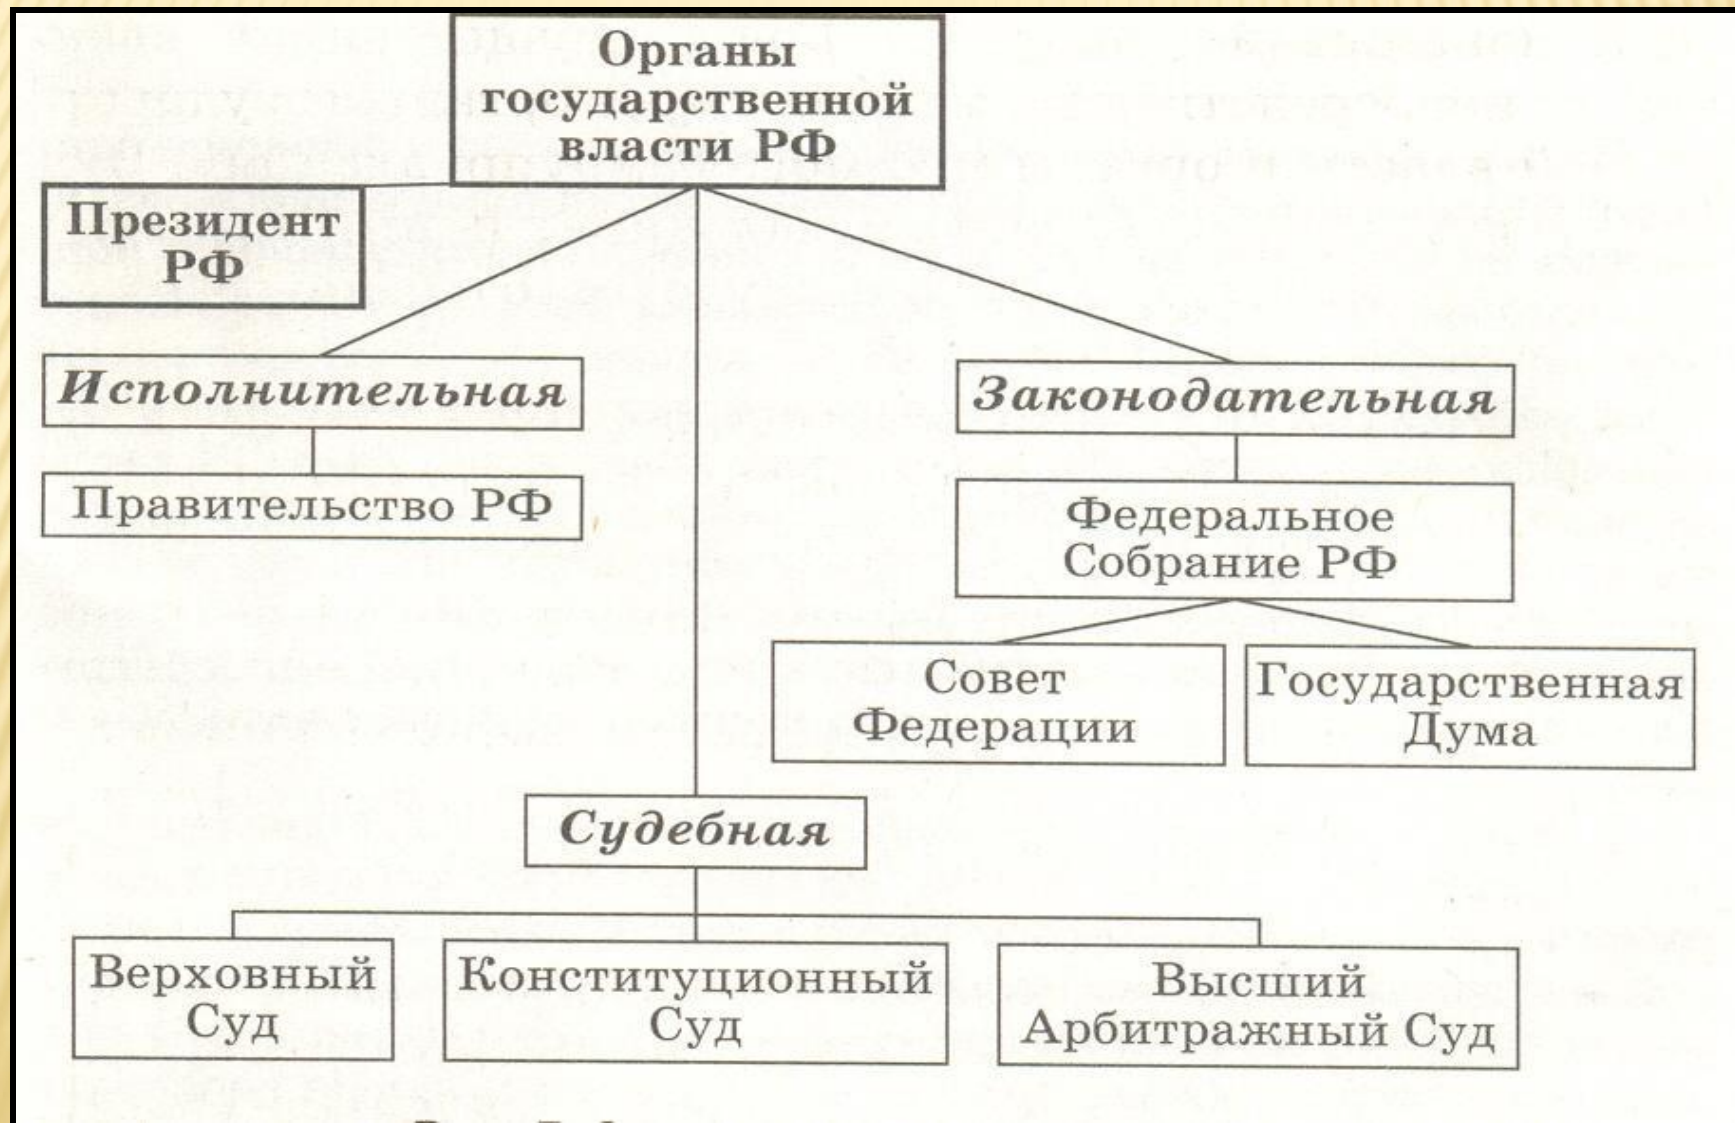 Органы
государственной
власти РФ
Президент
РФ
Исполнительная
Законодательная
Правительство РФ
Федеральное
Собрание РФ
Совет
Федерации
Государственная
Дума
Судебная
Верховный
Суд
Конституционный
Суд
Высший
Арбитражный Суд